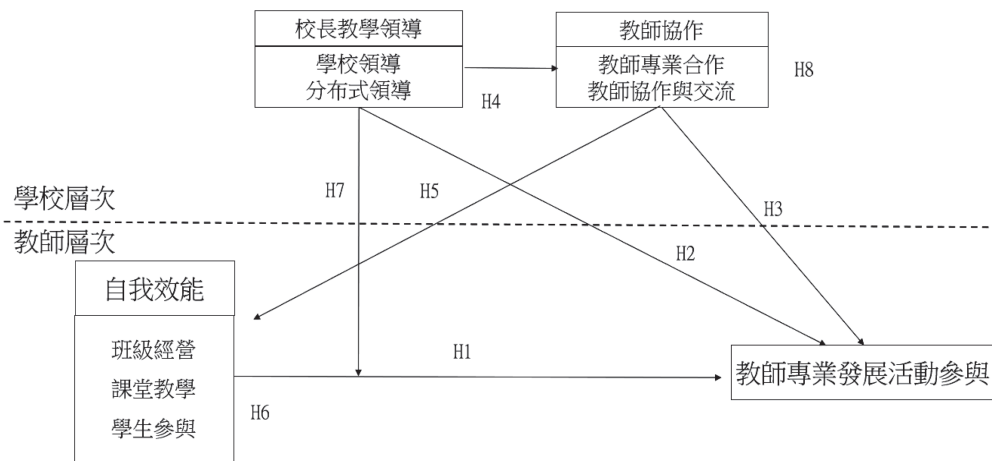 校長教學領導
學校領導
分布式領導
教師協作
教師專業合作
教師協作與交流
H8
H4
H7
H5
H3
學校層次
教師層次
H2
自我效能
班級經營
課堂教學
學生參與
H1
教師專業發展活動參與
H6